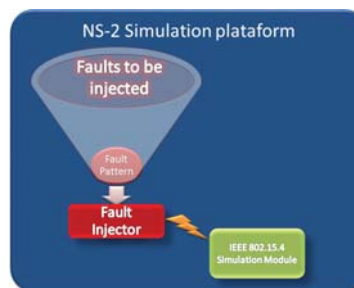 NS-2 Simulation plataform
Faults to be
injected
Fault
Pattern
Fault
Injector
IEEE 802.15.4
Simulation Module